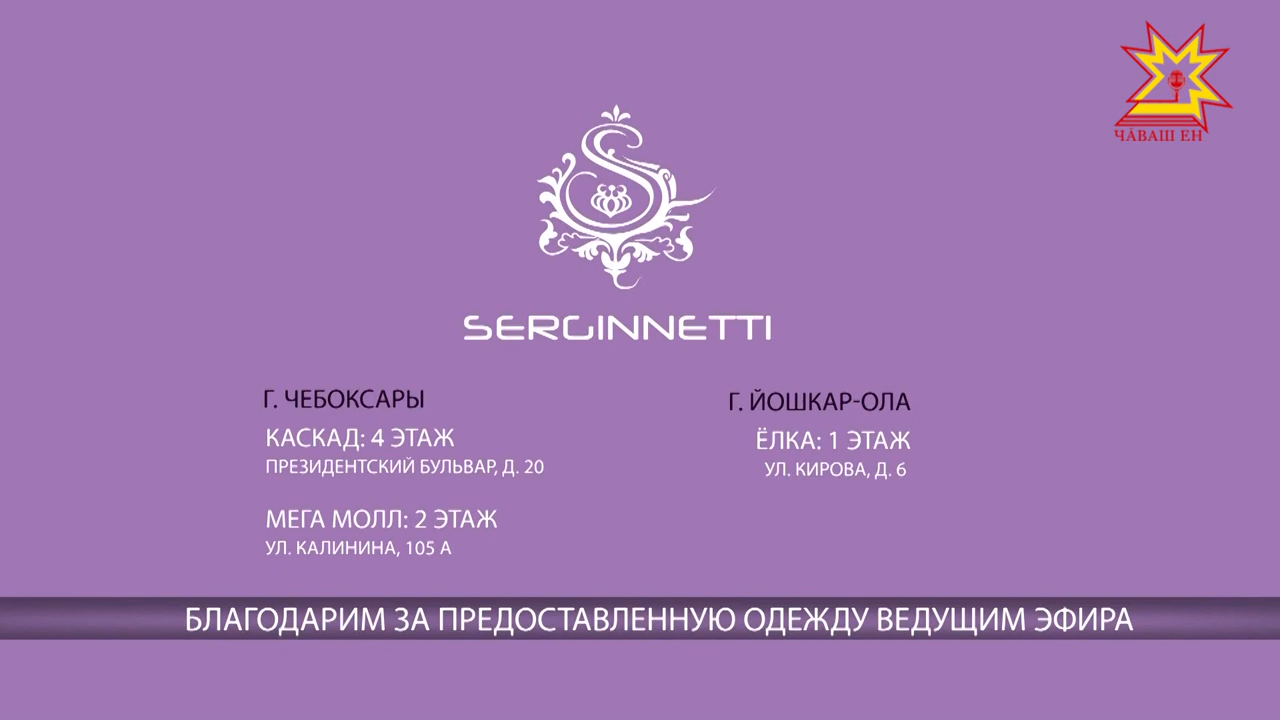 ЧӐВАШ ЕН
SERGINNETTI
Г. ЧЕБОКСАРЫ
КАСКАД: 4 ЭТАЖ
ПРЕЗИДЕНТСКИЙ БУЛЬВАР, Д. 20
МЕГА МОЛЛ: 2 ЭТАЖ
УЛ. КАЛИНИНА, 105 А
Г. ЙОШКАР-ОЛА
ЁЛКА: 1 ЭТАЖ
УЛ. КИРОВА, Д. 6
БЛАГОДАРИМ ЗА ПРЕДОСТАВЛЕННУЮ ОДЕЖДУ ВЕДУЩИМ ЭФИРА